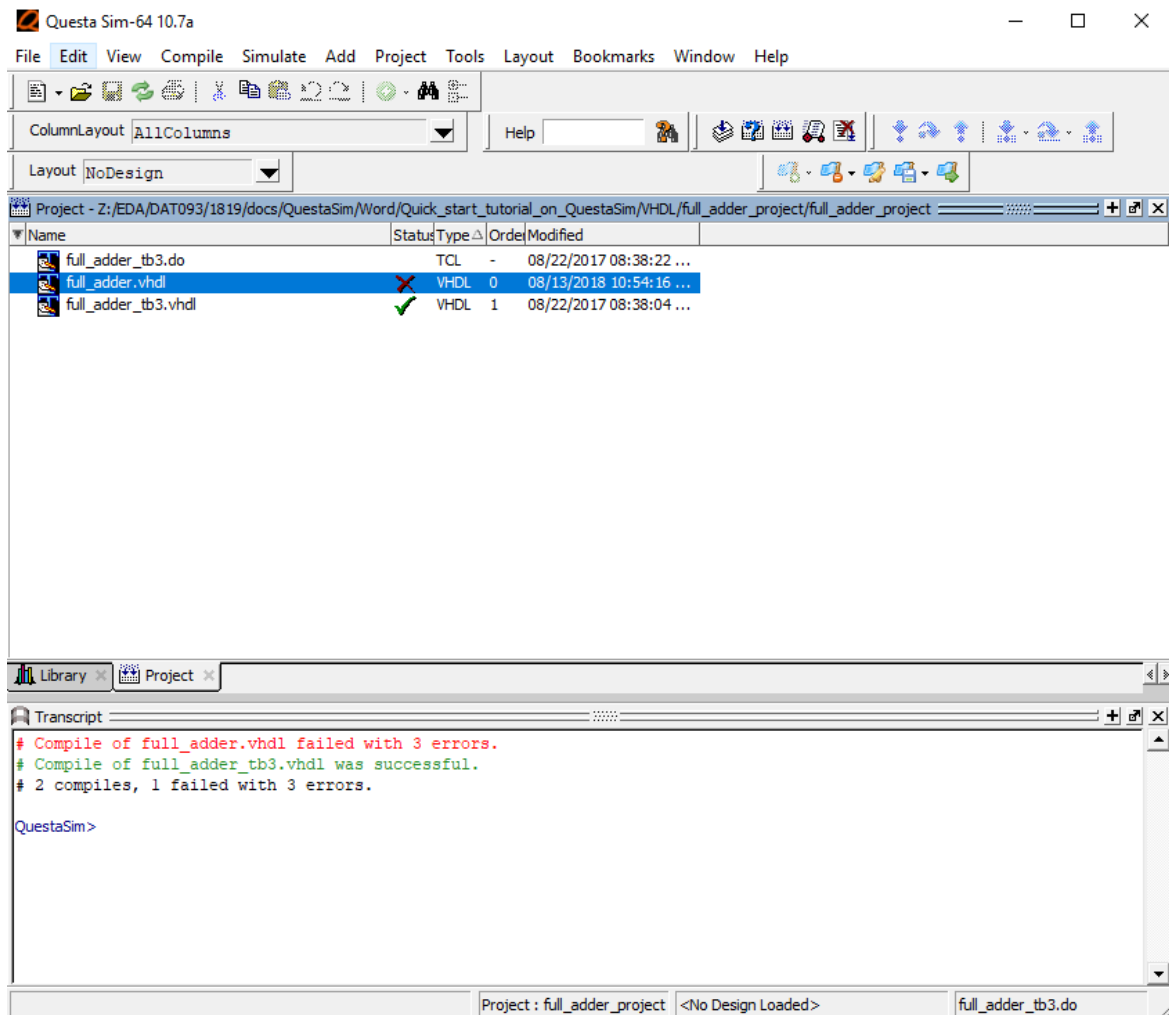 Questa Sim-64 10.7a
File Edit View Compile Simulate Add Project Tools Layout Bookmarks Window Help
ColumnLayout AllColumns
Help
Layout NoDesign
Project - Z:/EDA/DAT093/1819/docs/QuestaSim/Word/Quick_start_tutorial_on_QuestaSim/VHDL/full_adder_project/full_adder_project
Name Status Type Order Modified
full_adder_tb3.do TCL - 08/22/2017 08:38:22 ...
full_adder.vhdl VHDL 0 08/13/2018 10:54:16 ...
full_adder_tb3.vhdl VHDL 1 08/22/2017 08:38:04 ...
Library Project
Transcript
# Compile of full_adder.vhdl failed with 3 errors.
# Compile of full_adder_tb3.vhdl was successful.
# 2 compiles, 1 failed with 3 errors.
QuestaSim>
Project : full_adder_project <No Design Loaded> full_adder_tb3.do